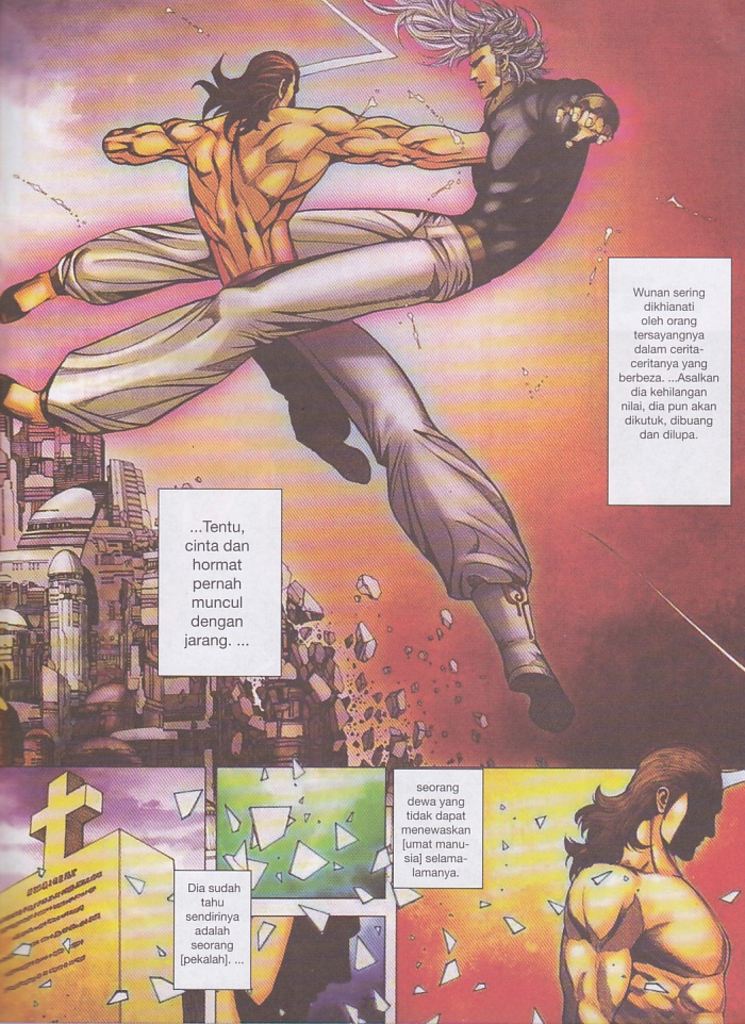 Wunan sering
dikhianati
oleh orang
tersayangnya
dalam cerita-
ceritanya yang
berbeza. ...Asalkan
dia kehilangan
nilai, dia pun akan
dikutuk, dibuang
dan dilupa.
...Tentu,
cinta dan
hormat
pernah
muncul
dengan
jarang. ...
Dia sudah
tahu
sendirinya
adalah
seorang
[pekalah]. ...
seorang
dewa yang
tidak dapat
menewaskan
[umat manu-
sia] selama-
lamanya.